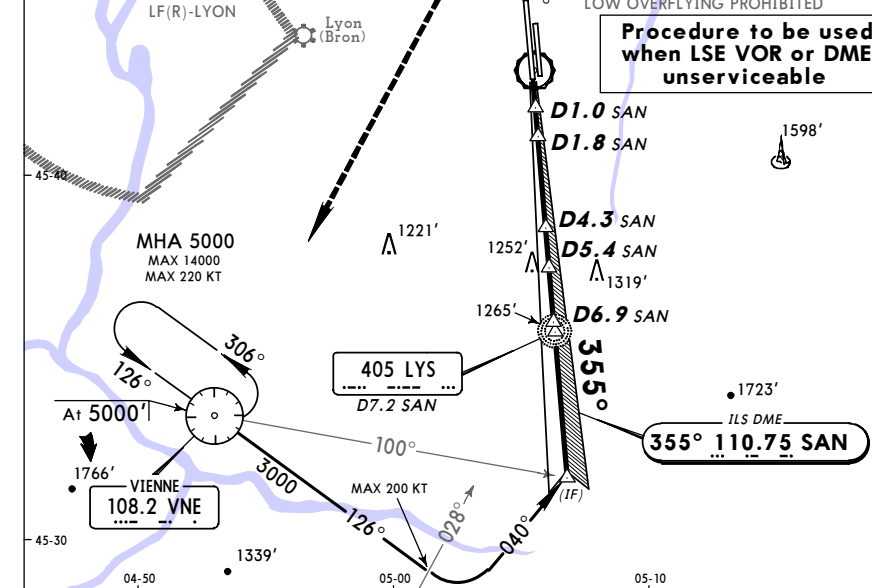 LF(R)-LYON
Lyon
(Bron)
LOW OVERFLYING PROHIBITED
Procedure to be used
when LSE VOR or DME
unserviceable
D1.0 SAN
D1.8 SAN
1598'
45-40
D4.3 SAN
MHA 5000
MAX 14000
MAX 220 KT
1221'
1252'
D5.4 SAN
1319'
1265'
D6.9 SAN
306°
126°
405 LYS
D7.2 SAN
355°
1723'
At 5000'
ILS DME
355° 110.75 SAN
100°
3000
1766'
VIENNE
108.2 VNE
MAX 200 KT
(IF)
126°
028°
040°
45-30
1339'
04-50
05-00
05-10